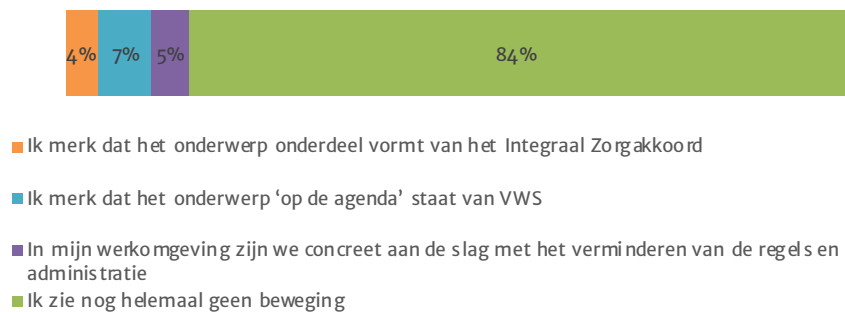 4% 7% 5% 84%
Ik merk dat het onderwerp onderdeel vormt van het Integraal Zorgakkoord
Ik merk dat het onderwerp ‘op de agenda’ staat van VWS
In mijn werkomgeving zijn we concreet aan de slag met het verminderen van de regels en
administratie
Ik zie nog helemaal geen beweging